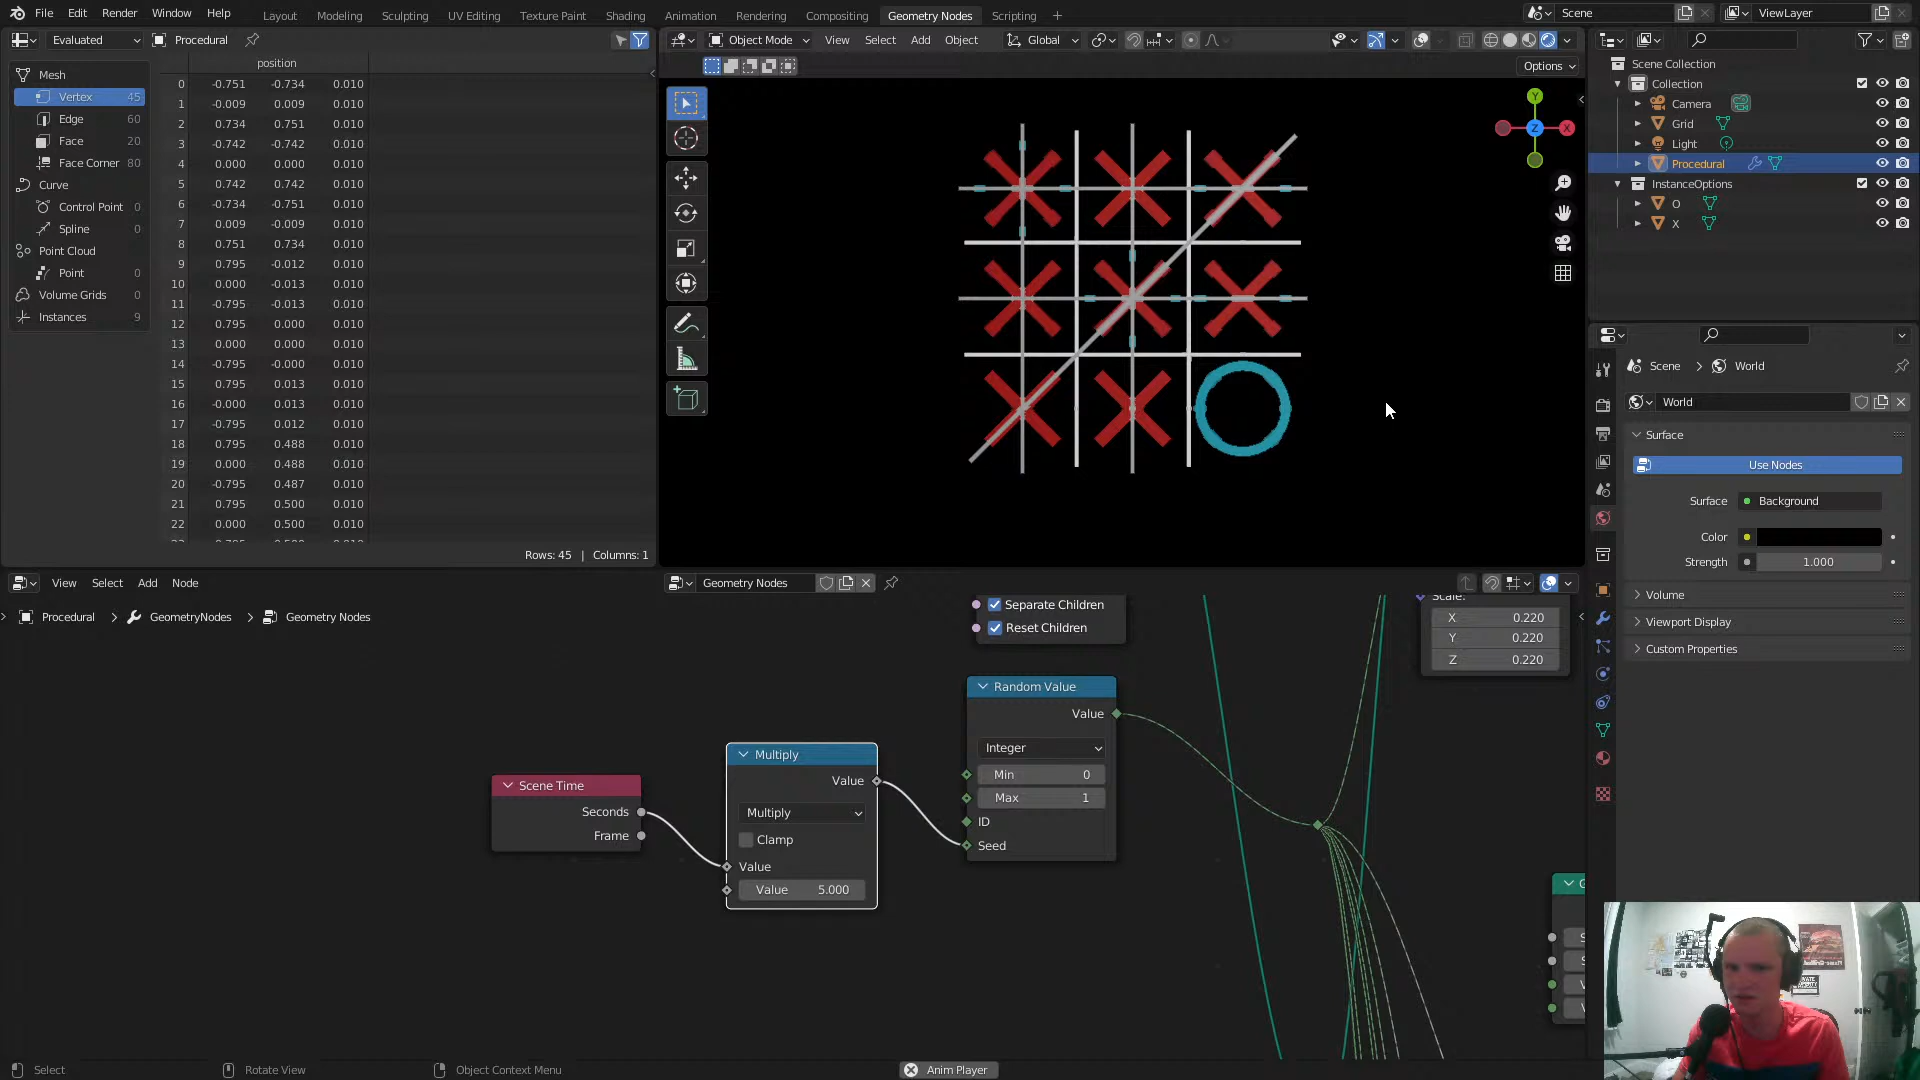 File Edit Render Window Help
Layout Modeling Sculpting UV Editing Texture Paint Shading Animation Rendering Compositing Geometry Nodes Scripting +
Scene ViewLayer
Evaluated Procedural
Object Mode View Select Add Object Global
Options
position
Mesh
Vertex 45
Edge 60
Face 20
Face Corner 80
Curve
Control Point 0
Spline 0
Point Cloud
Point 0
Volume Grids 0
Instances 9
0 -0.751 -0.734 0.010
1 -0.009 0.009 0.010
2 0.734 0.751 0.010
3 -0.742 -0.742 0.010
4 0.000 0.000 0.010
5 0.742 0.742 0.010
6 -0.734 -0.751 0.010
7 0.009 -0.009 0.010
8 0.751 0.734 0.010
9 0.795 -0.012 0.010
10 0.000 -0.013 0.010
11 -0.795 -0.013 0.010
12 0.795 0.000 0.010
13 0.000 0.000 0.010
14 -0.795 -0.000 0.010
15 0.795 0.013 0.010
16 -0.000 0.013 0.010
17 -0.795 0.012 0.010
18 0.795 0.488 0.010
19 0.000 0.488 0.010
20 -0.795 0.487 0.010
21 0.795 0.500 0.010
22 0.000 0.500 0.010
Rows: 45 | Columns: 1
Y
Z
X
Scene Collection
Collection
Camera
Grid
Light
Procedural
InstanceOptions
O
X
Scene > World
World
Surface
Use Nodes
Surface Background
Color
Strength 1.000
Volume
Viewport Display
Custom Properties
View Select Add Node
Geometry Nodes
Procedural > GeometryNodes > Geometry Nodes
Separate Children
Reset Children
Scale:
X 0.220
Y 0.220
Z 0.220
Random Value
Value
Integer
Min 0
Max 1
ID
Seed
Multiply
Value
Multiply
Clamp
Value
Value 5.000
Scene Time
Seconds
Frame
Select
Rotate View
Object Context Menu
Anim Player